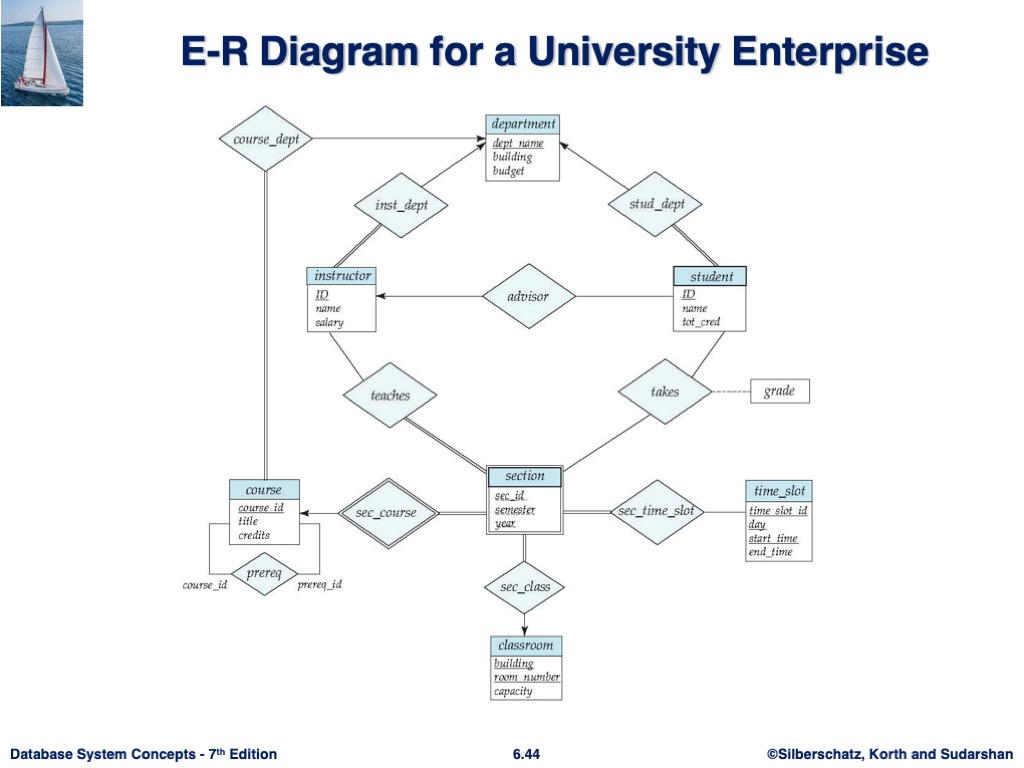 E-R Diagram for a University Enterprise
course_dept
department
dept_name
building
budget
inst_dept
stud_dept
instructor
ID
name
salary
advisor
student
ID
name
tot_cred
teaches
takes
grade
course
course_id
title
credits
sec_course
section
sec_id
semester
year
sec_time_slot
time_slot
time_slot_id
day
start_time
end_time
course_id
prereq
prereq_id
sec_class
classroom
building
room_number
capacity
Database System Concepts - 7th Edition
6.44
©Silberschatz, Korth and Sudarshan